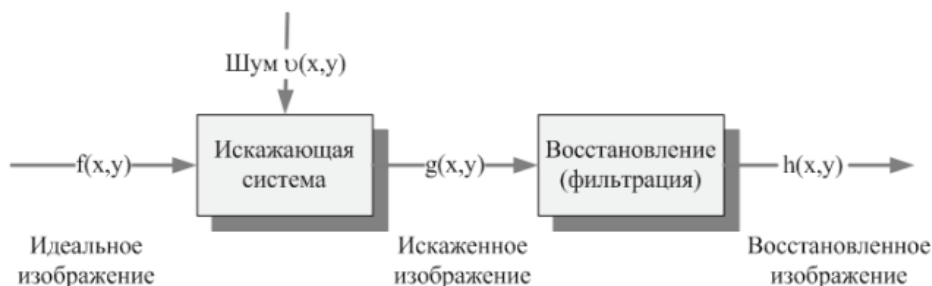 Шум υ(x,y)
f(x,y)
Искажающая
система
g(x,y)
Восстановление
(фильтрация)
h(x,y)
Идеальное
изображение
Искаженное
изображение
Восстановленное
изображение